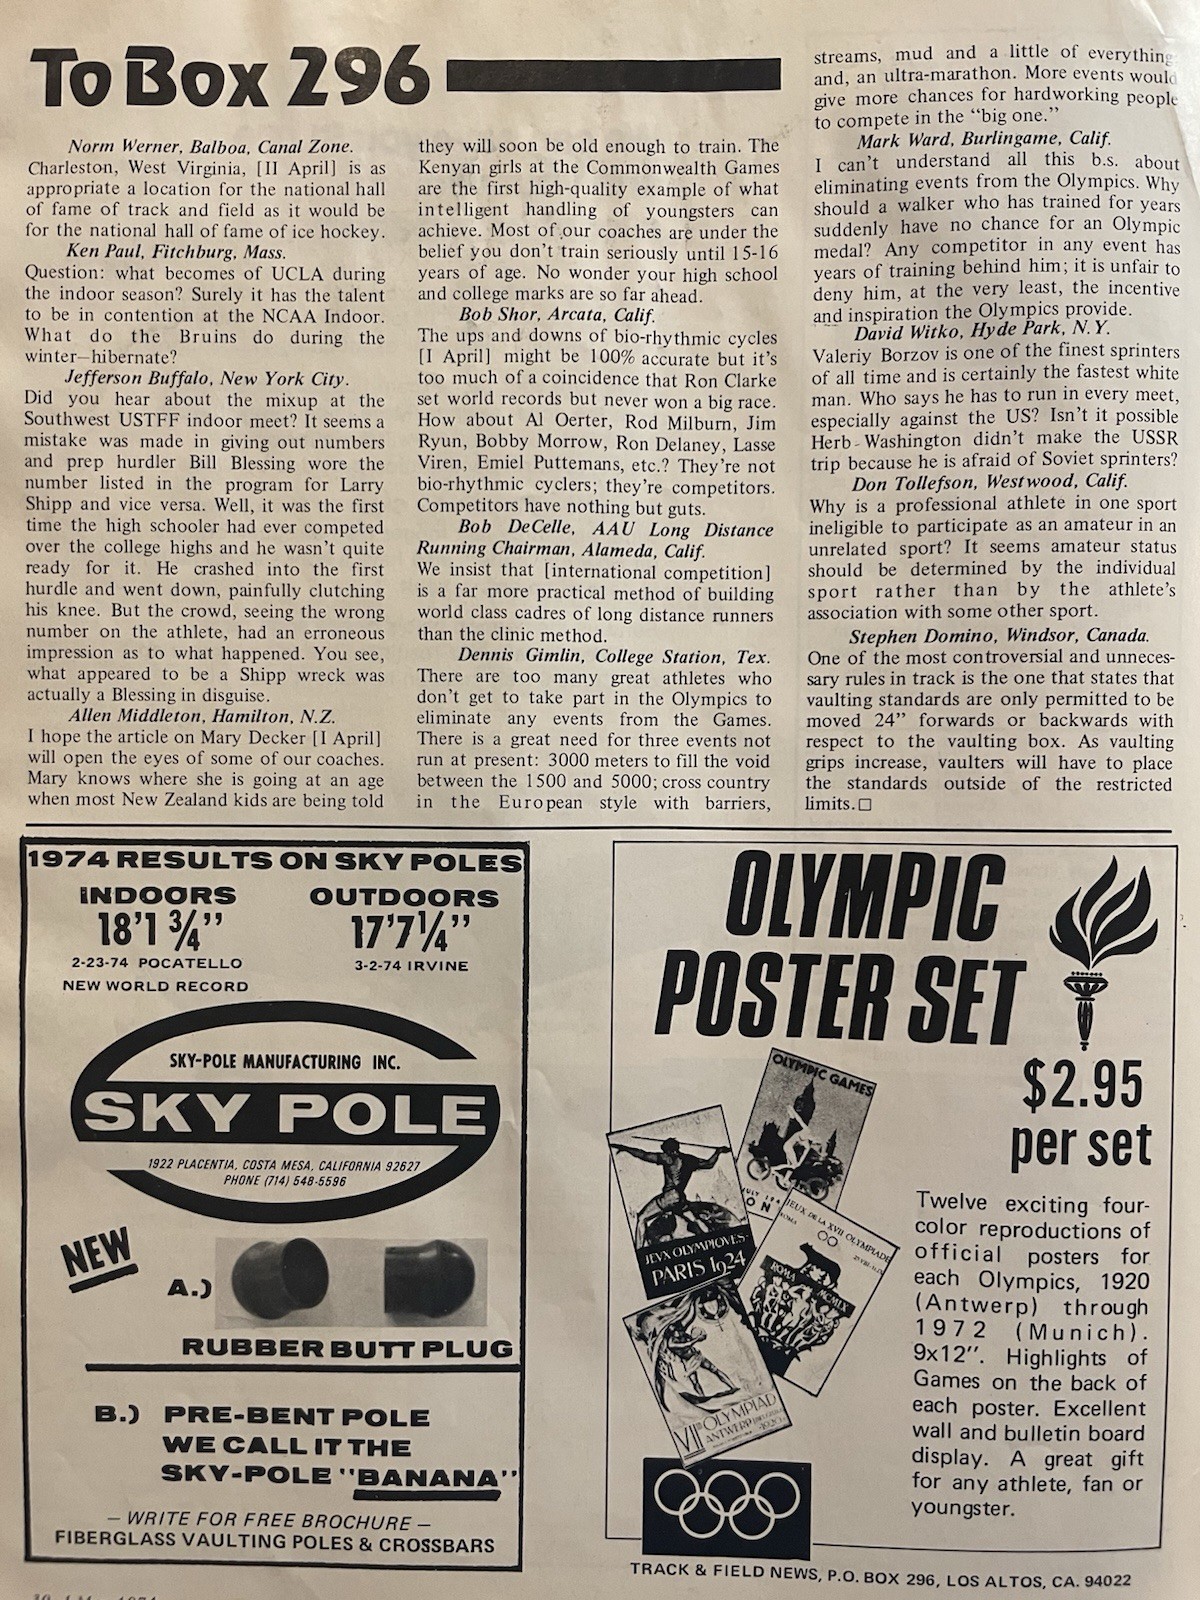 To Box 296
Norm Werner, Balboa, Canal Zone.
Charleston, West Virginia, [II April] is as
appropriate a location for the national hall
of fame of track and field as it would be
for the national hall of fame of ice hockey.
Ken Paul, Fitchburg, Mass.
Question: what becomes of UCLA during
the indoor season? Surely it has the talent
to be in contention at the NCAA Indoor.
What do the Bruins do during the
winter—hibernate?
Jefferson Buffalo, New York City.
Did you hear about the mixup at the
Southwest USTFF indoor meet? It seems a
mistake was made in giving out numbers
and prep hurdler Bill Blessing wore the
number listed in the program for Larry
Shipp and vice versa. Well, it was the first
time the high schooler had ever competed
over the college highs and he wasn't quite
ready for it. He crashed into the first
hurdle and went down, painfully clutching
his knee. But the crowd, seeing the wrong
number on the athlete, had an erroneous
impression as to what happened. You see,
what appeared to be a Shipp wreck was
actually a Blessing in disguise.
Allen Middleton, Hamilton, N.Z.
I hope the article on Mary Decker [I April]
will open the eyes of some of our coaches.
Mary knows where she is going at an age
when most New Zealand kids are being told
they will soon be old enough to train. The
Kenyan girls at the Commonwealth Games
are the first high-quality example of what
intelligent handling of youngsters can
achieve. Most of our coaches are under the
belief you don't train seriously until 15-16
years of age. No wonder your high school
and college marks are so far ahead.
Bob Shor, Arcata, Calif.
The ups and downs of bio-rhythmic cycles
[I April] might be 100% accurate but it's
too much of a coincidence that Ron Clarke
set world records but never won a big race.
How about Al Oerter, Rod Milburn, Jim
Ryun, Bobby Morrow, Ron Delaney, Lasse
Viren, Emiel Puttemans, etc.? They're not
bio-rhythmic cyclers; they're competitors.
Competitors have nothing but guts.
Bob DeCelle, AAU Long Distance
Running Chairman, Alameda, Calif.
We insist that [international competition]
is a far more practical method of building
world class cadres of long distance runners
than the clinic method.
Dennis Gimlin, College Station, Tex.
There are too many great athletes who
don't get to take part in the Olympics to
eliminate any events from the Games.
There is a great need for three events not
run at present: 3000 meters to fill the void
between the 1500 and 5000; cross country
in the European style with barriers,
streams, mud and a little of everything
and, an ultra-marathon. More events would
give more chances for hardworking people
to compete in the "big one."
Mark Ward, Burlingame, Calif.
I can't understand all this b.s. about
eliminating events from the Olympics. Why
should a walker who has trained for years
suddenly have no chance for an Olympic
medal? Any competitor in any event has
years of training behind him; it is unfair to
deny him, at the very least, the incentive
and inspiration the Olympics provide.
David Witko, Hyde Park, N.Y.
Valeriy Borzov is one of the finest sprinters
of all time and is certainly the fastest white
man. Who says he has to run in every meet,
especially against the US? Isn't it possible
Herb Washington didn't make the USSR
trip because he is afraid of Soviet sprinters?
Don Tollefson, Westwood, Calif.
Why is a professional athlete in one sport
ineligible to participate as an amateur in an
unrelated sport? It seems amateur status
should be determined by the individual
sport rather than by the athlete's
association with some other sport.
Stephen Domino, Windsor, Canada.
One of the most controversial and unneces-
sary rules in track is the one that states that
vaulting standards are only permitted to be
moved 24" forwards or backwards with
respect to the vaulting box. As vaulting
grips increase, vaulters will have to place
the standards outside of the restricted
limits.□
1974 RESULTS ON SKY POLES
INDOORS
18'1 ¾"
2-23-74 POCATELLO
NEW WORLD RECORD
OUTDOORS
17'7¼"
3-2-74 IRVINE
SKY-POLE MANUFACTURING INC.
SKY POLE
1922 PLACENTIA, COSTA MESA, CALIFORNIA 92627
PHONE (714) 548-5596
NEW
A.)
RUBBER BUTT PLUG
B.) PRE-BENT POLE
WE CALL IT THE
SKY-POLE "BANANA"
— WRITE FOR FREE BROCHURE —
FIBERGLASS VAULTING POLES & CROSSBARS
OLYMPIC
POSTER SET
$2.95
per set
OLYMPIC GAMES
JEVX OLYMPIQVES
PARIS 1924
JEUX DE LA XVII OLYMPIADE
ROMA
ROMA MCMLX
VIIe OLYMPIAD
ANTWERP
1920
Twelve exciting four-
color reproductions of
official posters for
each Olympics, 1920
(Antwerp) through
1972 (Munich).
9x12". Highlights of
Games on the back of
each poster. Excellent
wall and bulletin board
display. A great gift
for any athlete, fan or
youngster.
TRACK & FIELD NEWS, P.O. BOX 296, LOS ALTOS, CA. 94022